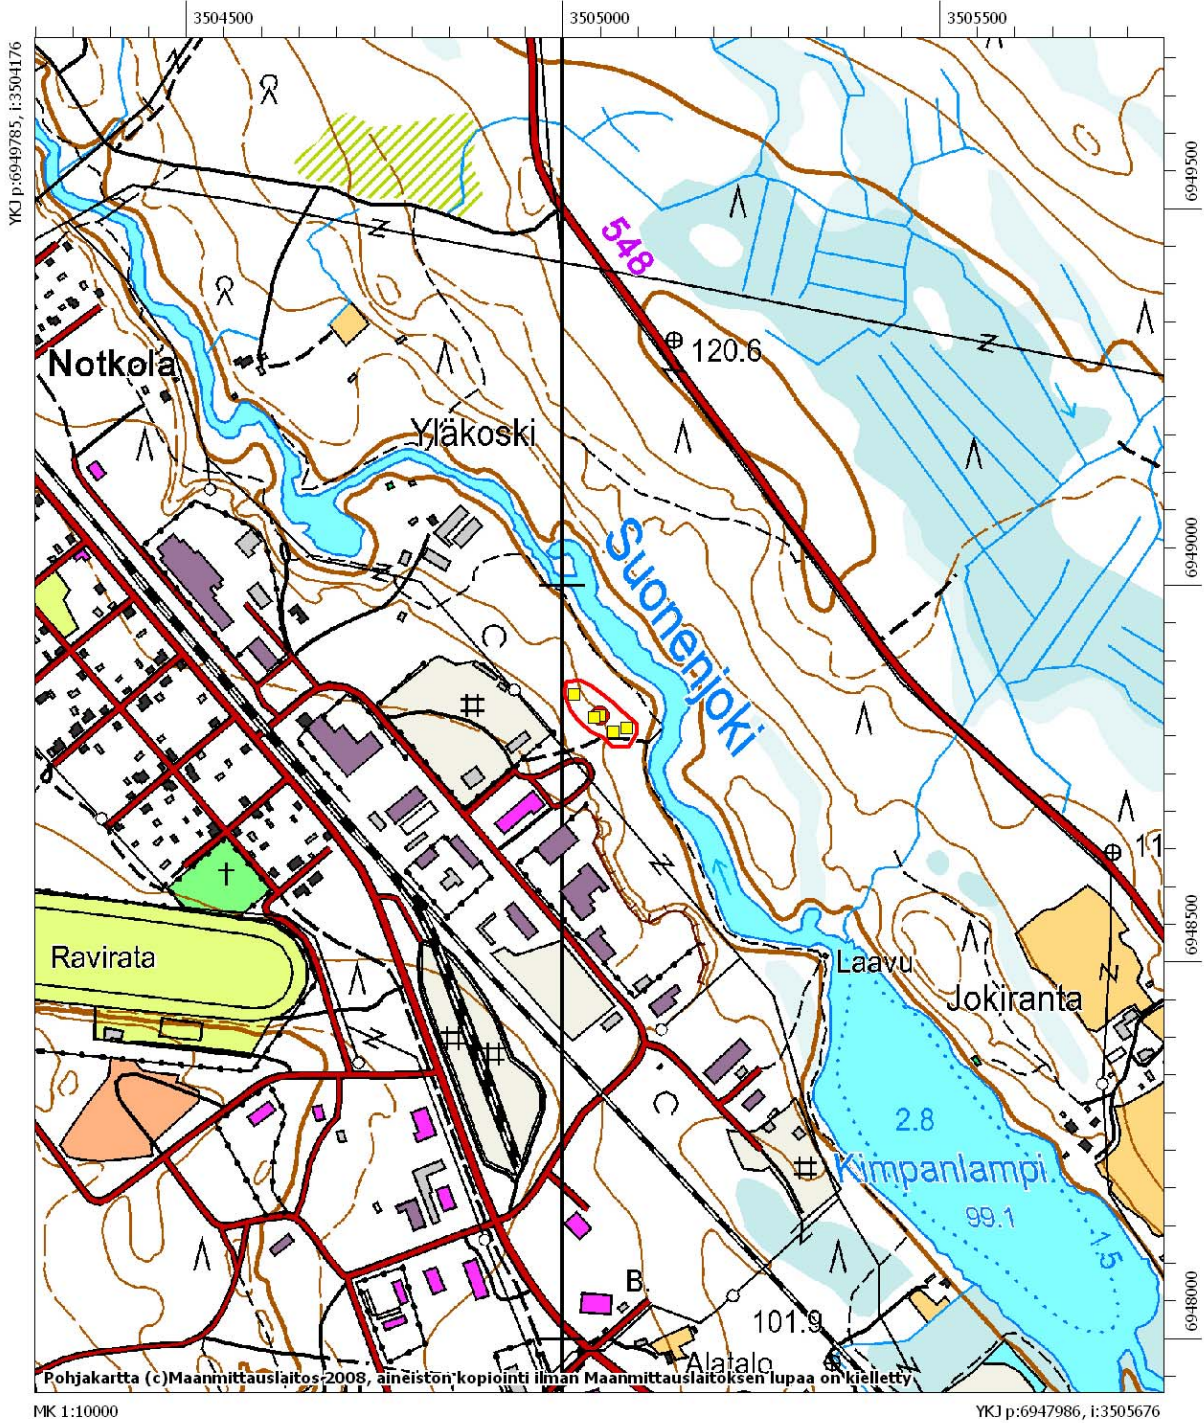 3504500
3505000
3505500
YKJ p:6949785, i:3504176
6949500
548
120.6
Notkola
Yläkoski
Suonenjoki
6949000
11
6948500
Ravirata
Laavu
Jokiranta
2.8
Kimpanlampi
99.1
1.5
B
101.9
Alatalo
6948000
Pohjakartta (c)Maanmittauslaitos 2008, aineiston kopiointi ilman Maanmittauslaitoksen lupaa on kielletty
MK 1:10000
YKJ p:6947986, i:3505676